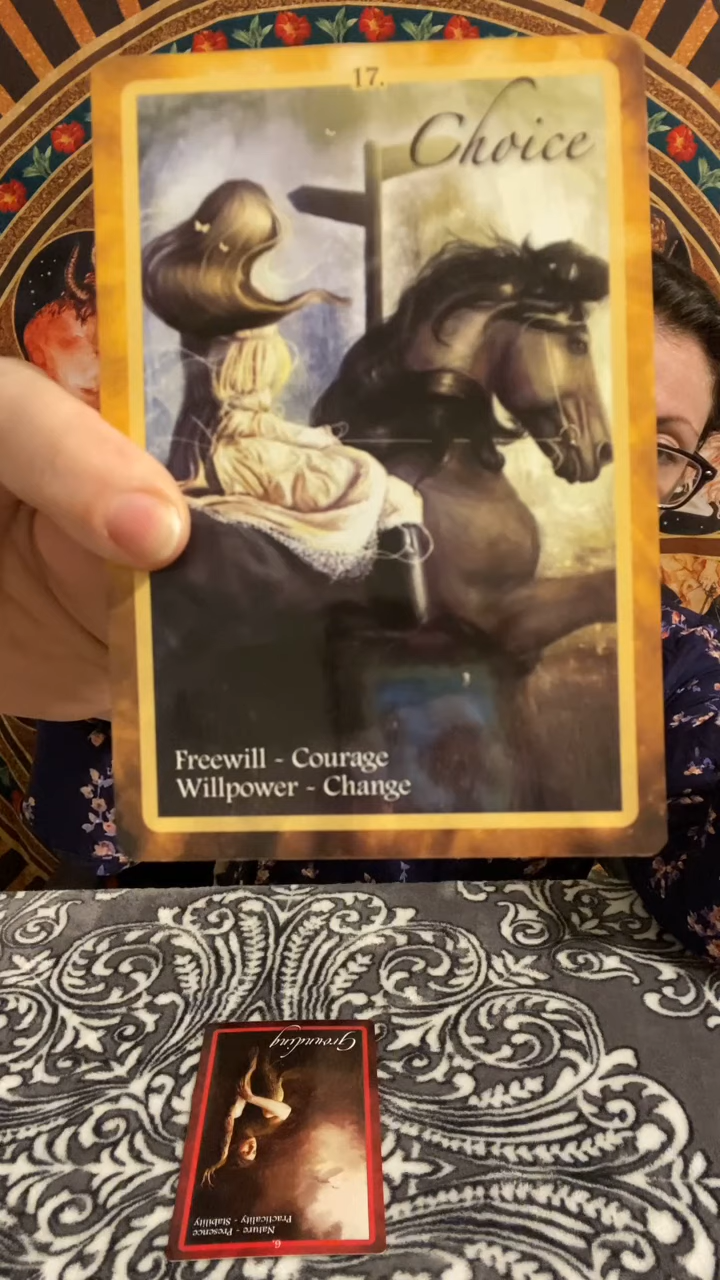 17.
Choice
Freewill ~ Courage
Willpower ~ Change
Grounding
Nature ~ Presence
Practicality ~ Stability
6.